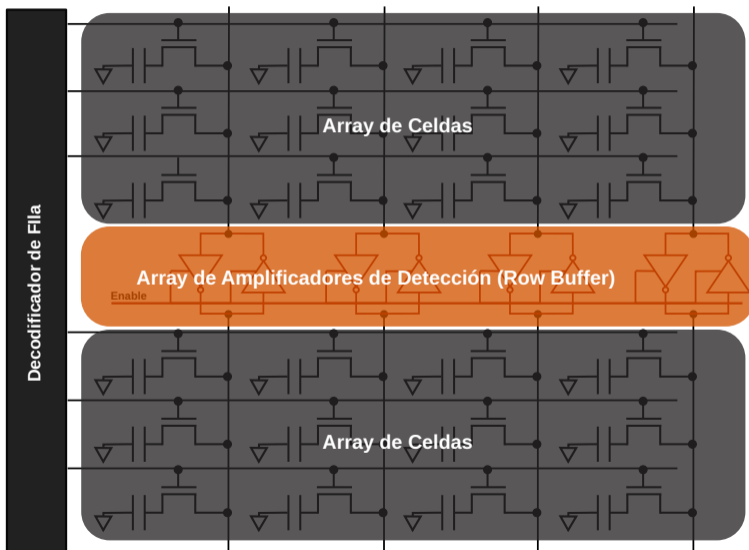 Decodificador de FIla
Array de Celdas
Array de Amplificadores de Detección (Row Buffer)
Enable
Array de Celdas